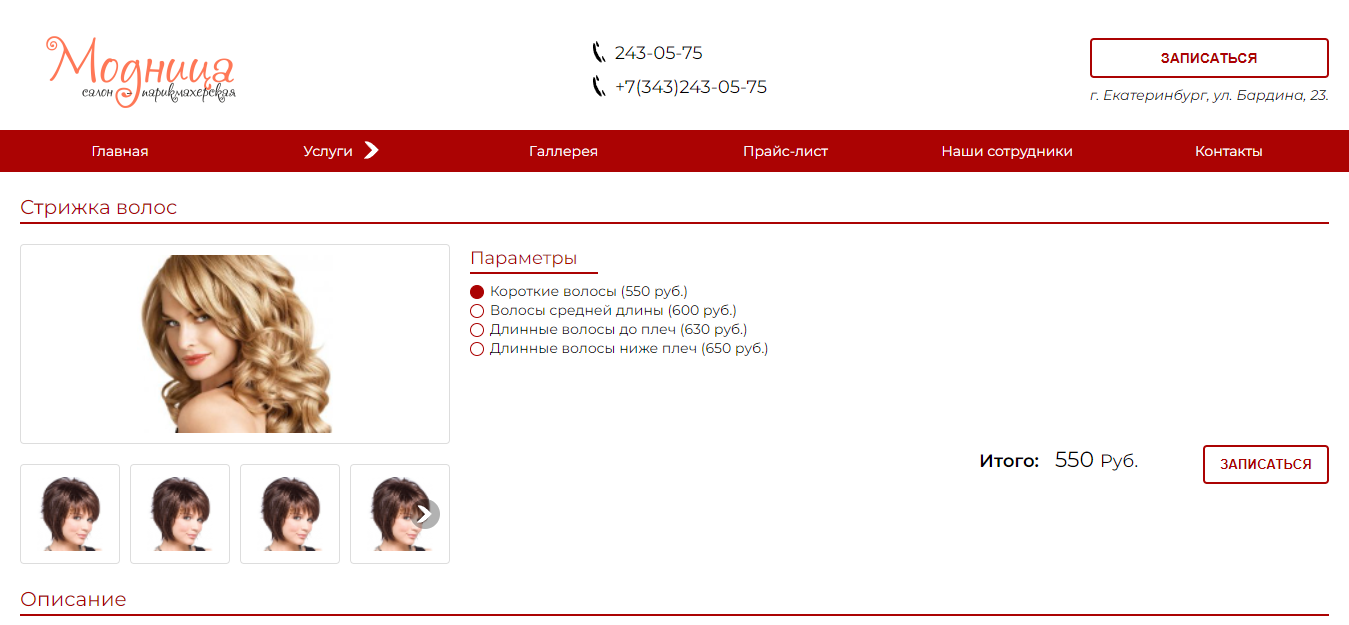 Модница
салон парикмахерская
243-05-75
+7(343)243-05-75
ЗАПИСАТЬСЯ
г. Екатеринбург, ул. Бардина, 23.
Главная Услуги Галлерея Прайс-лист Наши сотрудники Контакты
Стрижка волос
Параметры
Короткие волосы (550 руб.)
Волосы средней длины (600 руб.)
Длинные волосы до плеч (630 руб.)
Длинные волосы ниже плеч (650 руб.)
Итого: 550 Руб.
ЗАПИСАТЬСЯ
Описание